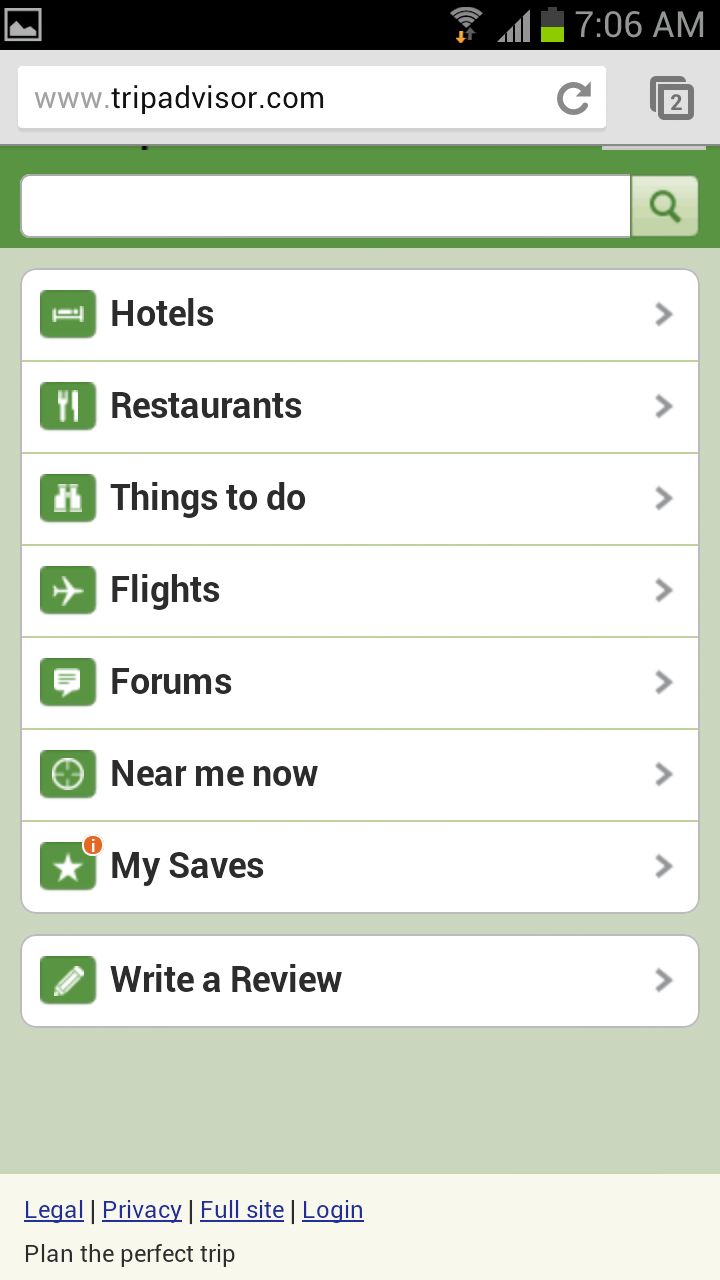 7:06 AM
www.tripadvisor.com
2
Hotels
Restaurants
Things to do
Flights
Forums
Near me now
i
My Saves
Write a Review
Legal | Privacy | Full site | Login
Plan the perfect trip